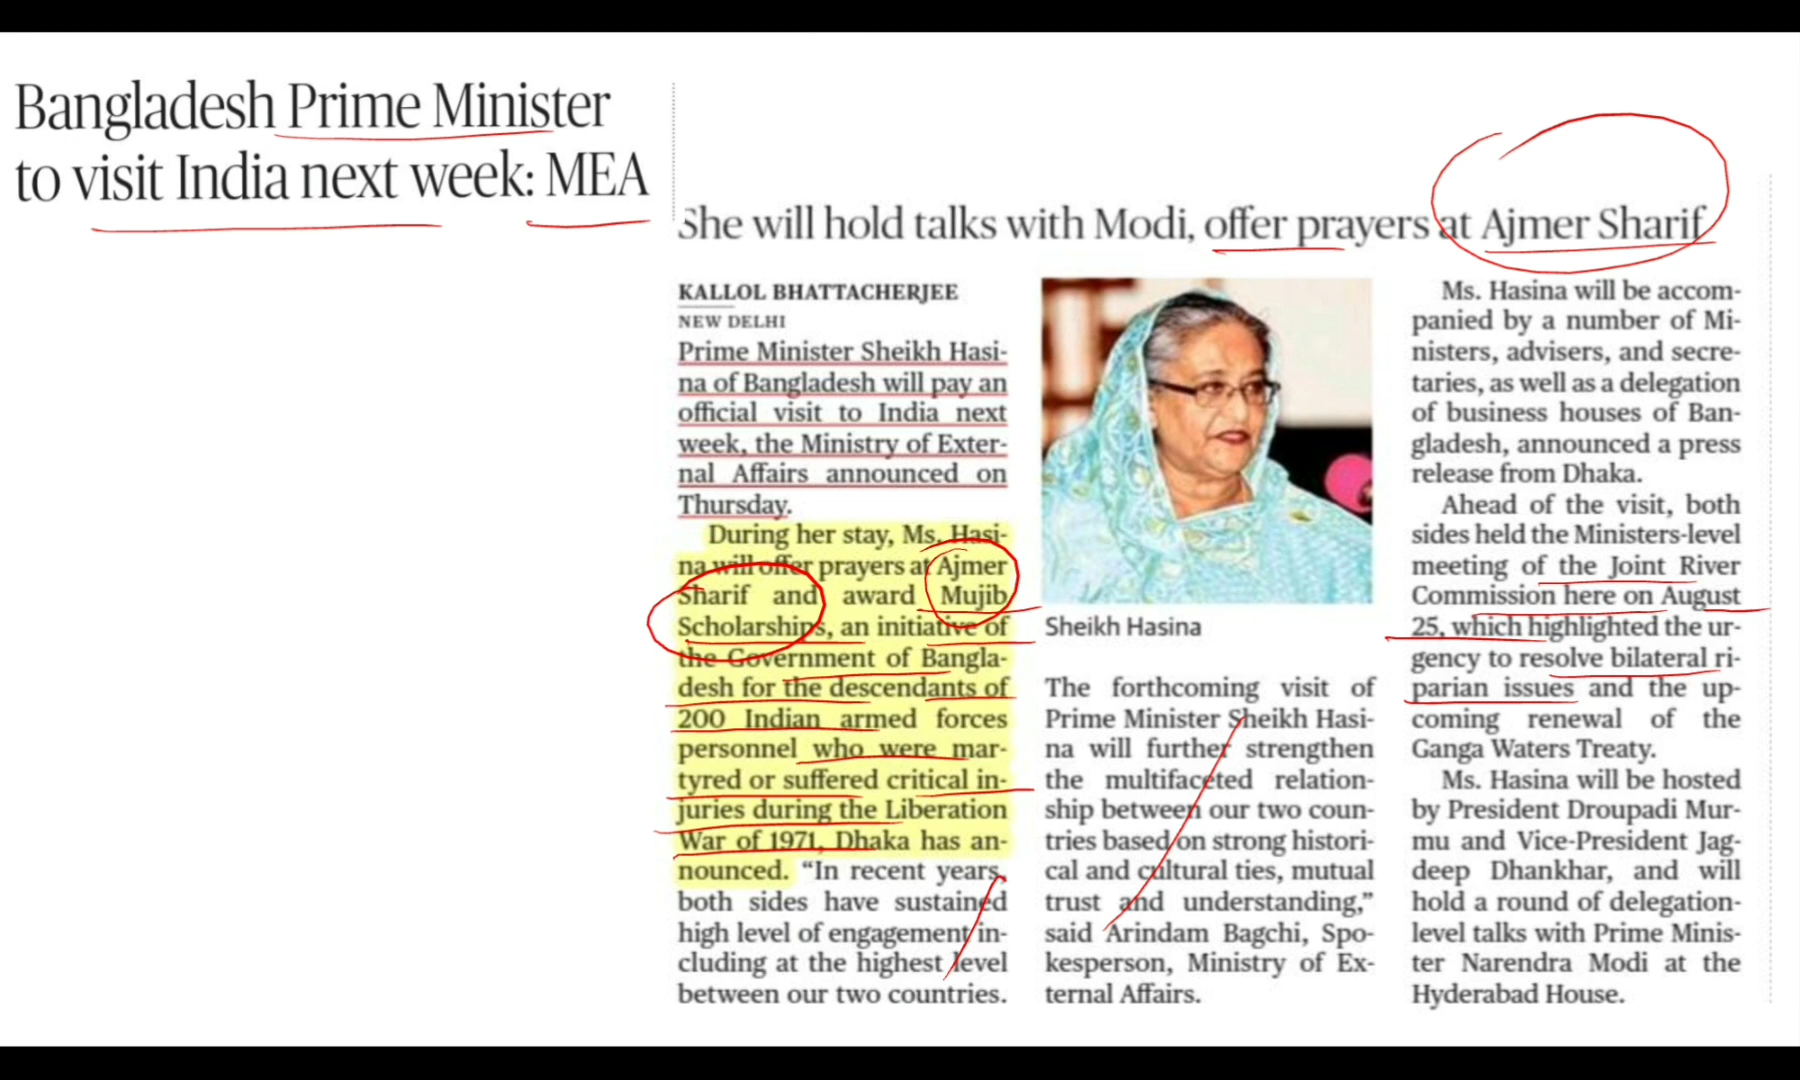 Bangladesh Prime Minister
to visit India next week: MEA
She will hold talks with Modi, offer prayers at Ajmer Sharif
KALLOL BHATTACHERJEE
NEW DELHI
Prime Minister Sheikh Hasi-
na of Bangladesh will pay an
official visit to India next
week, the Ministry of Exter-
nal Affairs announced on
Thursday.
During her stay, Ms. Hasi-
na will offer prayers at Ajmer
Sharif and award Mujib
Scholarships, an initiative of
the Government of Bangla-
desh for the descendants of
200 Indian armed forces
personnel who were mar-
tyred or suffered critical in-
juries during the Liberation
War of 1971, Dhaka has an-
nounced. “In recent years,
both sides have sustained
high level of engagement in-
cluding at the highest level
between our two countries.
Sheikh Hasina
The forthcoming visit of
Prime Minister Sheikh Hasi-
na will further strengthen
the multifaceted relation-
ship between our two coun-
tries based on strong histori-
cal and cultural ties, mutual
trust and understanding,”
said Arindam Bagchi, Spo-
kesperson, Ministry of Ex-
ternal Affairs.
Ms. Hasina will be accom-
panied by a number of Mi-
nisters, advisers, and secre-
taries, as well as a delegation
of business houses of Ban-
gladesh, announced a press
release from Dhaka.
Ahead of the visit, both
sides held the Ministers-level
meeting of the Joint River
Commission here on August
25, which highlighted the ur-
gency to resolve bilateral ri-
parian issues and the up-
coming renewal of the
Ganga Waters Treaty.
Ms. Hasina will be hosted
by President Droupadi Mur-
mu and Vice-President Jag-
deep Dhankhar, and will
hold a round of delegation-
level talks with Prime Minis-
ter Narendra Modi at the
Hyderabad House.